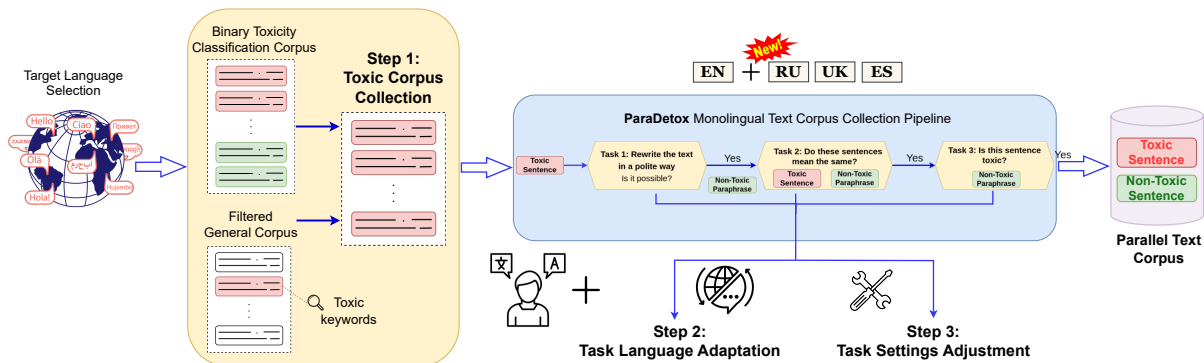 Target Language
Selection
Hello
Ciao
Привет
Olá
Hola!
Hujambo
Binary Toxicity
Classification Corpus
Step 1:
Toxic Corpus
Collection
Filtered
General Corpus
Toxic
keywords
New!
EN + RU UK ES
ParaDetox Monolingual Text Corpus Collection Pipeline
Toxic
Sentence
Task 1: Rewrite the text
in a polite way
Is it possible?
Yes
Non-Toxic
Paraphrase
Task 2: Do these sentences
mean the same?
Toxic
Sentence
Non-Toxic
Paraphrase
Yes
Task 3: Is this sentence
toxic?
Non-Toxic
Paraphrase
Yes
Toxic
Sentence
Non-Toxic
Sentence
Parallel Text
Corpus
文
A
Step 2:
Task Language Adaptation
Step 3:
Task Settings Adjustment